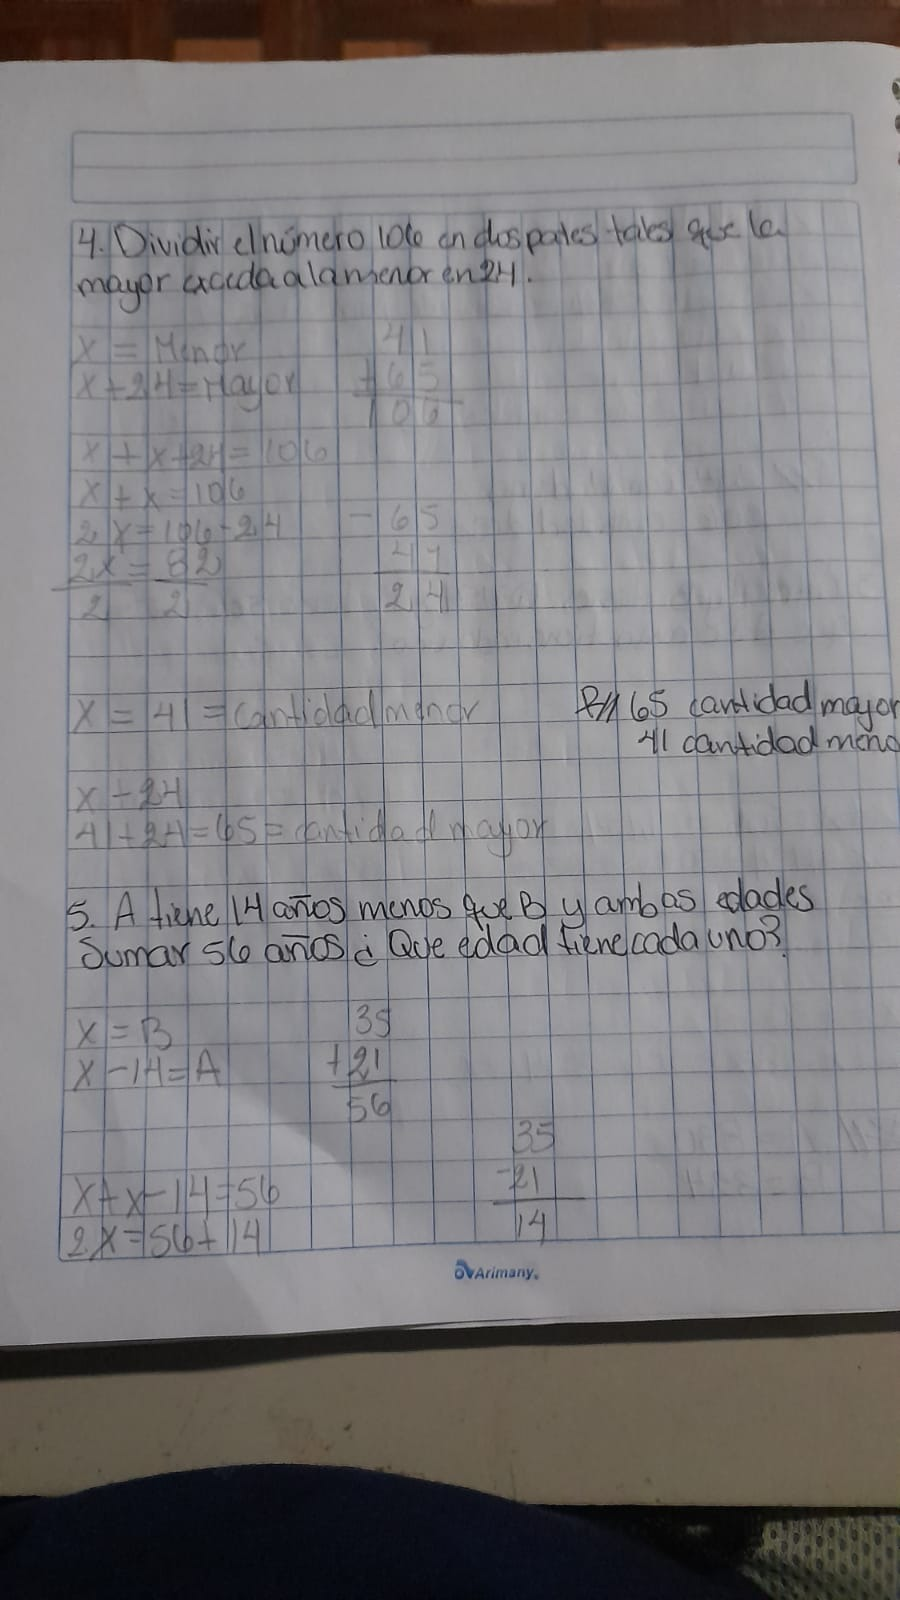 4. Dividir el número 106 en dos partes tales que la
mayor exceda a la menor en 24.
x = Menor
x + 24 = Mayor
41
+ 65
106
x + x + 24 = 106
x + x = 106
2x = 106 - 24
2x = 82
2 2
- 65
41
24
x = 41 = cantidad menor
R// 65 cantidad mayor
41 cantidad meno
x + 24
41 + 24 = 65 = cantidad mayor
5. A tiene 14 años menos que B y ambas edades
Sumar 56 años ¿ Que edad tiene cada uno?
x = B
x - 14 = A
35
+ 21
56
35
- 21
14
x + x - 14 = 56
2x = 56 + 14
Arimany.